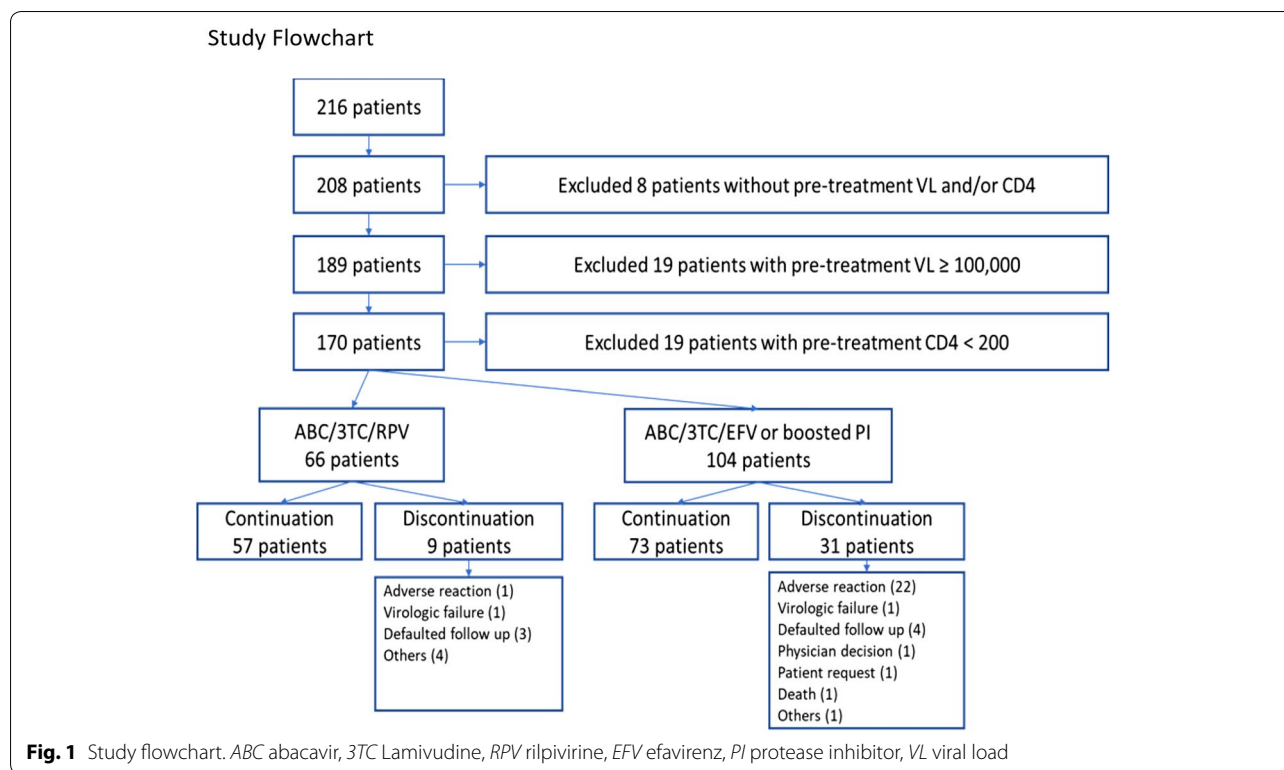 Study Flowchart
216 patients
208 patients
Excluded 8 patients without pre-treatment VL and/or CD4
189 patients
Excluded 19 patients with pre-treatment VL ≥ 100,000
170 patients
Excluded 19 patients with pre-treatment CD4 < 200
ABC/3TC/RPV
66 patients
ABC/3TC/EFV or boosted PI
104 patients
Continuation
57 patients
Discontinuation
9 patients
Continuation
73 patients
Discontinuation
31 patients
Adverse reaction (1)
Virologic failure (1)
Defaulted follow up (3)
Others (4)
Adverse reaction (22)
Virologic failure (1)
Defaulted follow up (4)
Physician decision (1)
Patient request (1)
Death (1)
Others (1)
Fig. 1 Study flowchart. ABC abacavir, 3TC Lamivudine, RPV rilpivirine, EFV efavirenz, PI protease inhibitor, VL viral load